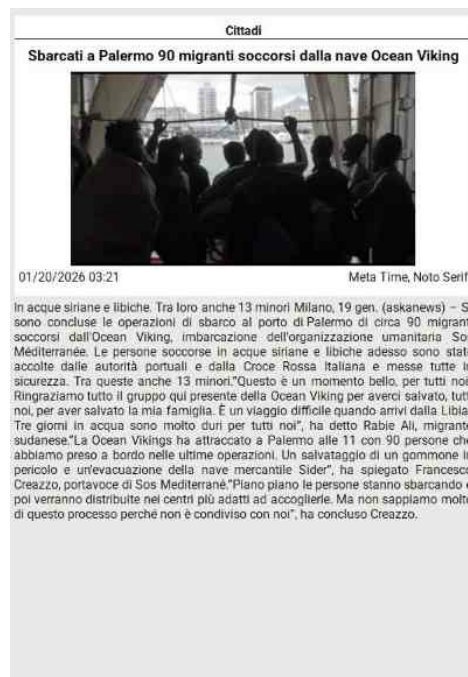 Cittadi
Sbarcati a Palermo 90 migranti soccorsi dalla nave Ocean Viking
01/20/2026 03:21
Meta Time, Noto Serif
In acque siriane e libiche. Tra loro anche 13 minori Milano, 19 gen. (askanews) – S
sono concluse le operazioni di sbarco al porto di Palermo di circa 90 migrant
soccorsi dall'Ocean Viking, imbarcazione dell'organizzazione umanitaria So
Méditerranée. Le persone soccorse in acque siriane e libiche adesso sono stat
accolte dalle autorità portuali e dalla Croce Rossa Italiana e messe tutte i
sicurezza. Tra queste anche 13 minori."Questo è un momento bello, per tutti noi
Ringraziamo tutto il gruppo qui presente della Ocean Viking per averci salvato, tutt
noi, per aver salvato la mia famiglia. È un viaggio difficile quando arrivi dalla Libia
Tre giorni in acqua sono molto duri per tutti noi", ha detto Rabie Ali, migrante
sudanese."La Ocean Vikings ha attraccato a Palermo alle 11 con 90 persone che
abbiamo preso a bordo nelle ultime operazioni. Un salvataggio di un gommone i
pericolo e un'evacuazione della nave mercantile Sider", ha spiegato Francesco
Creazzo, portavoce di Sos Mediterrané."Piano piano le persone stanno sbarcando e
poi verranno distribuite nei centri più adatti ad accoglierle. Ma non sappiamo molto
di questo processo perché non è condiviso con noi", ha concluso Creazzo.